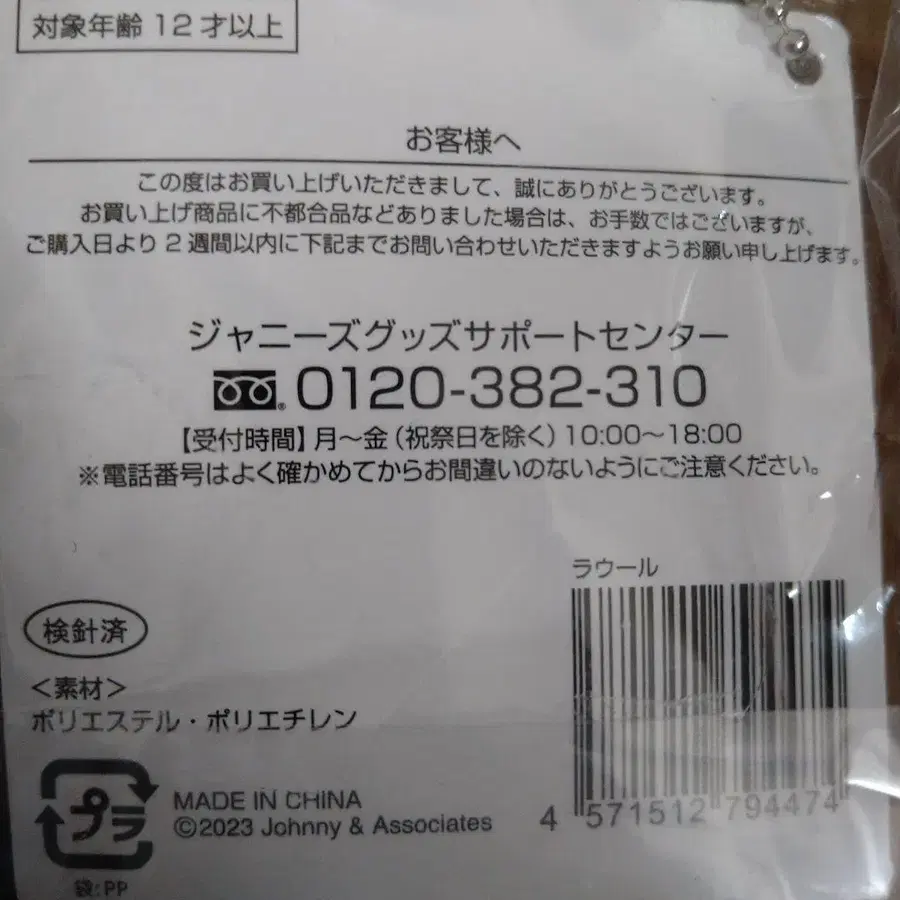 対象年齢 12 才以上
お客様へ
この度はお買い上げいただきまして、誠にありがとうございます。
お買い上げ商品に不都合品などありました場合は、お手数ではございますが、
ご購入日より 2 週間以内に下記までお問い合わせいただきますようお願い申し上げます。
ジャニーズグッズサポートセンター
0120-382-310
【受付時間】月〜金（祝祭日を除く）10:00〜18:00
※電話番号はよく確かめてからお間違いのないようにご注意ください。
ラウール
検針済
＜素材＞
ポリエステル・ポリエチレン
プラ
MADE IN CHINA
©2023 Johnny & Associates
4 571512 794474
袋:PP